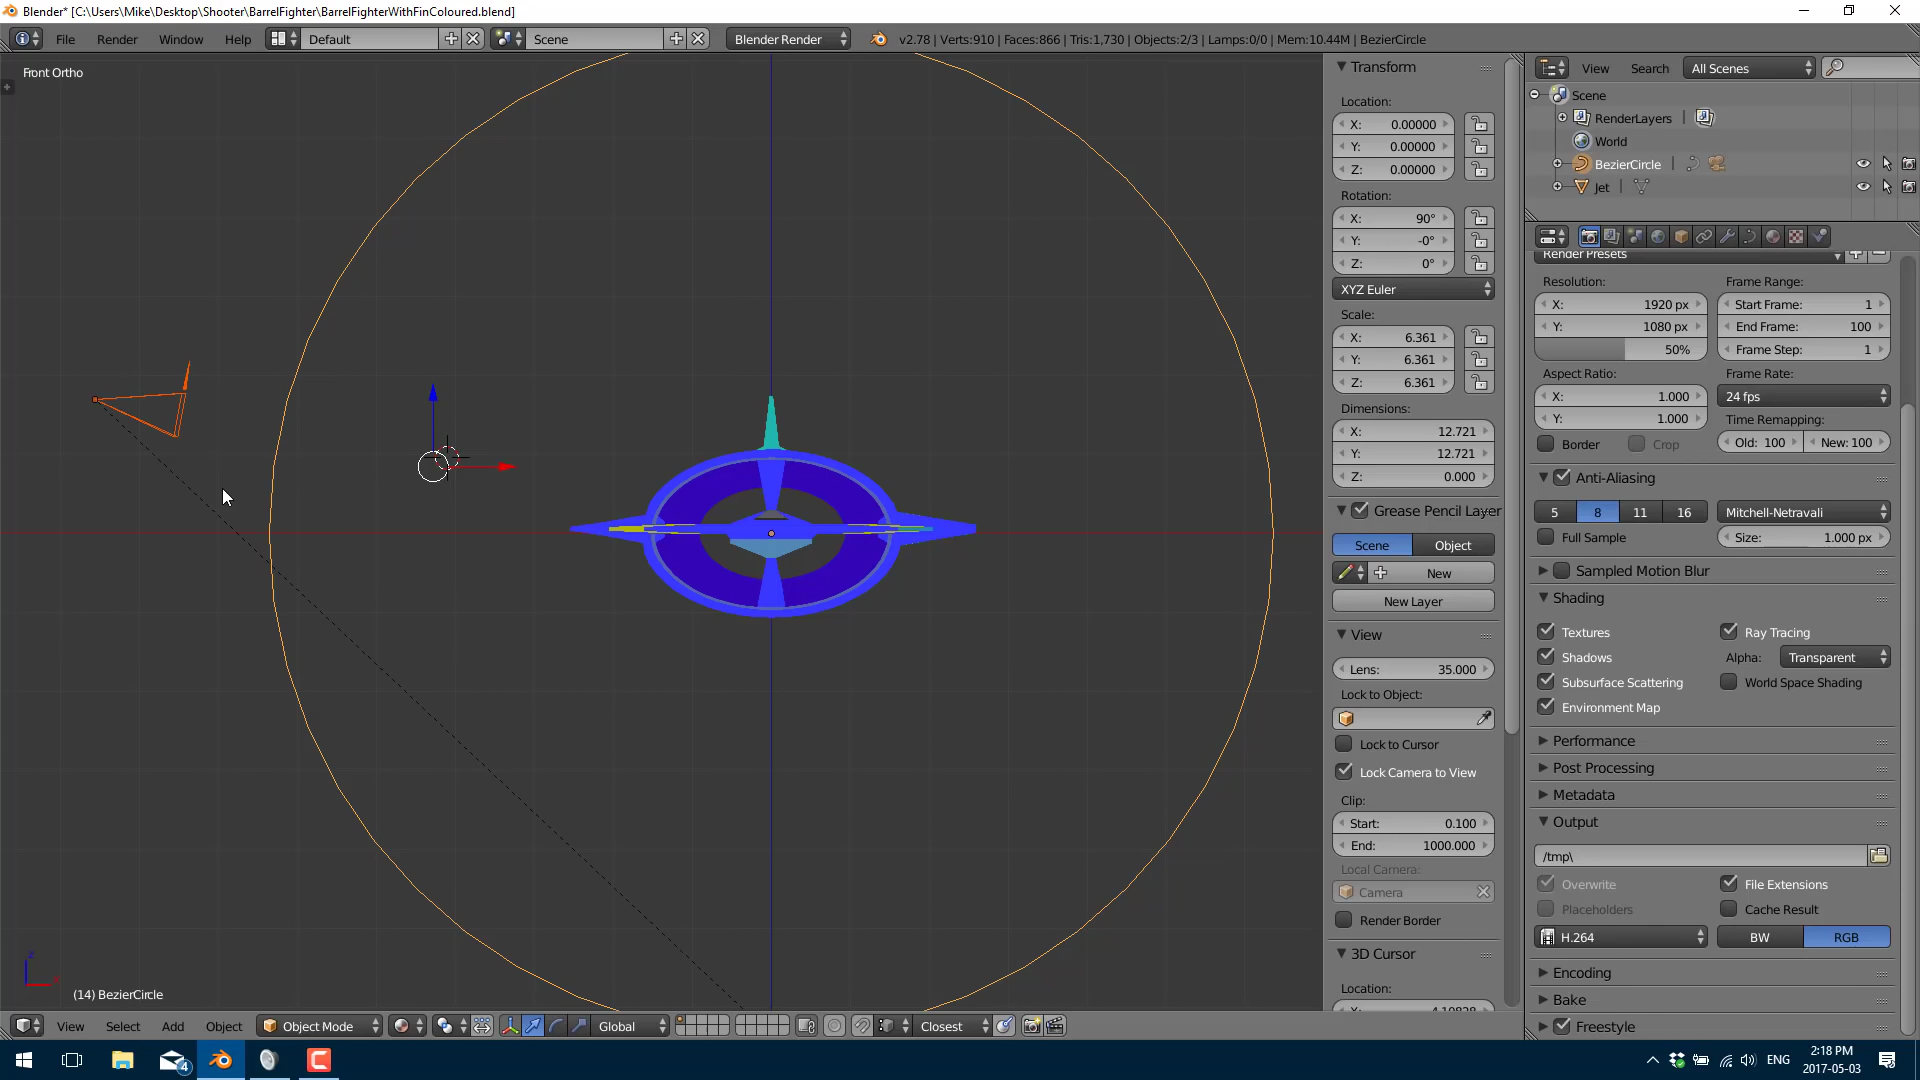 Blender* [C:\Users\Mike\Desktop\Shooter\BarrelFighter\BarrelFighterWithFinColoured.blend]
File Render Window Help Default Scene Blender Render v2.78 | Verts:910 | Faces:866 | Tris:1,730 | Objects:2/3 | Lamps:0/0 | Mem:10.44M | BezierCircle
Front Ortho
(14) BezierCircle
View Select Add Object Object Mode Global Closest
Transform
Location:
X: 0.00000
Y: 0.00000
Z: 0.00000
Rotation:
X: 90°
Y: -0°
Z: 0°
XYZ Euler
Scale:
X: 6.361
Y: 6.361
Z: 6.361
Dimensions:
X: 12.721
Y: 12.721
Z: 0.000
Grease Pencil Layer
Scene Object
New
New Layer
View
Lens: 35.000
Lock to Object:
Lock to Cursor
Lock Camera to View
Clip:
Start: 0.100
End: 1000.000
Local Camera:
Camera
Render Border
3D Cursor
Location:
View Search All Scenes
Scene
RenderLayers
World
BezierCircle
Jet
Render Presets
Resolution: Frame Range:
X: 1920 px Start Frame: 1
Y: 1080 px End Frame: 100
50% Frame Step: 1
Aspect Ratio: Frame Rate:
X: 1.000 24 fps
Y: 1.000 Time Remapping:
Border Crop Old: 100 New: 100
Anti-Aliasing
5 8 11 16 Mitchell-Netravali
Full Sample Size: 1.000 px
Sampled Motion Blur
Shading
Textures Ray Tracing
Shadows Alpha: Transparent
Subsurface Scattering World Space Shading
Environment Map
Performance
Post Processing
Metadata
Output
/tmp\
Overwrite File Extensions
Placeholders Cache Result
H.264 BW RGB
Encoding
Bake
Freestyle
4
ENG
2:18 PM
2017-05-03